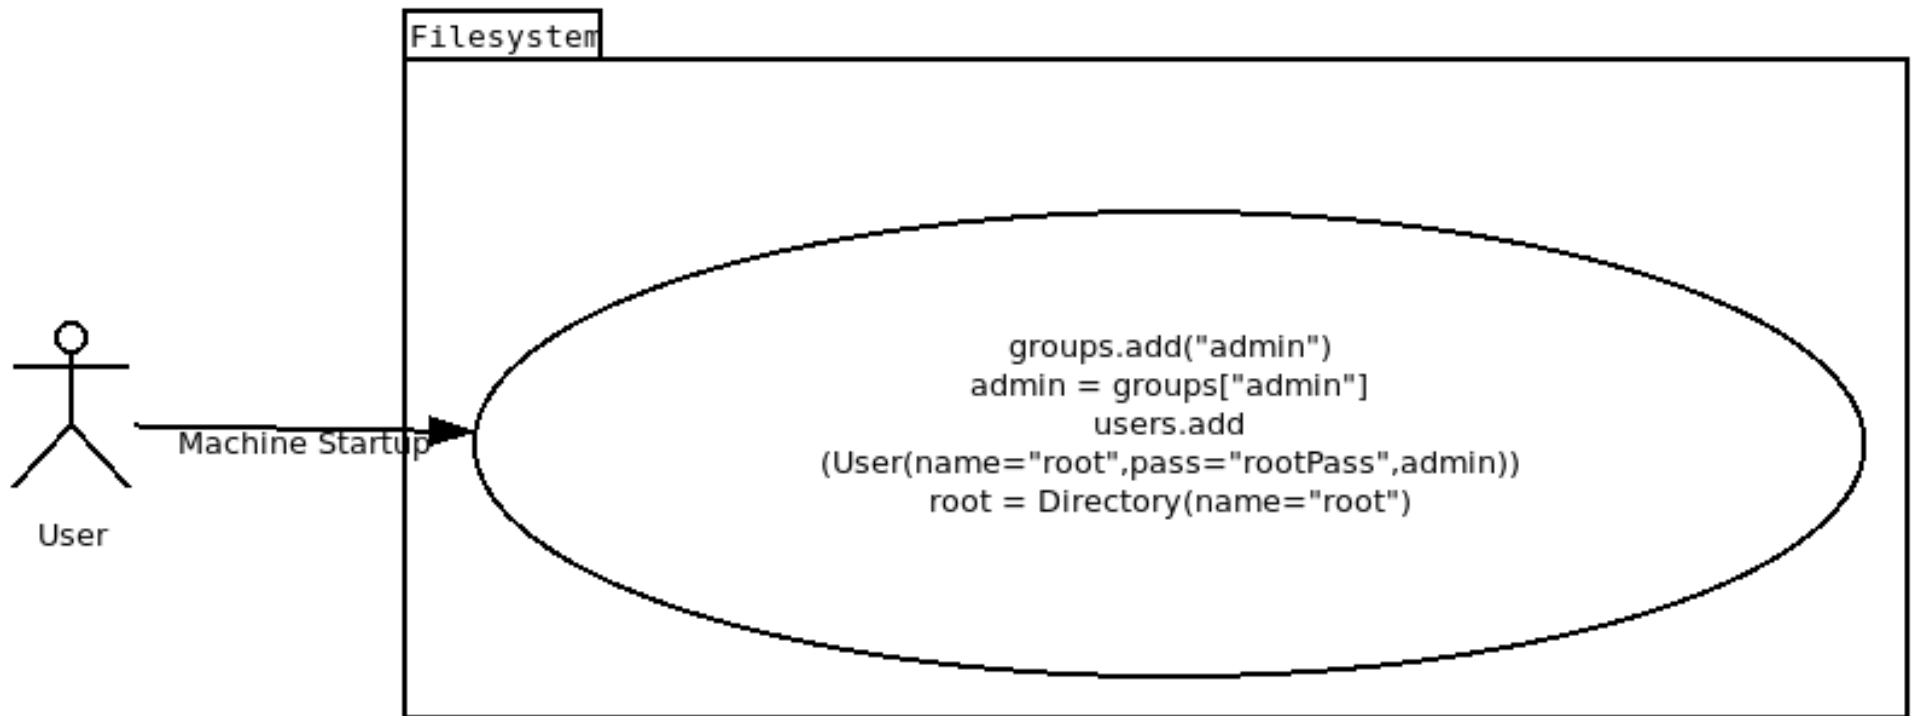 Filesystem
groups.add("admin")
admin = groups["admin"]
users.add
(User(name="root",pass="rootPass",admin))
root = Directory(name="root")
Machine Startup
User